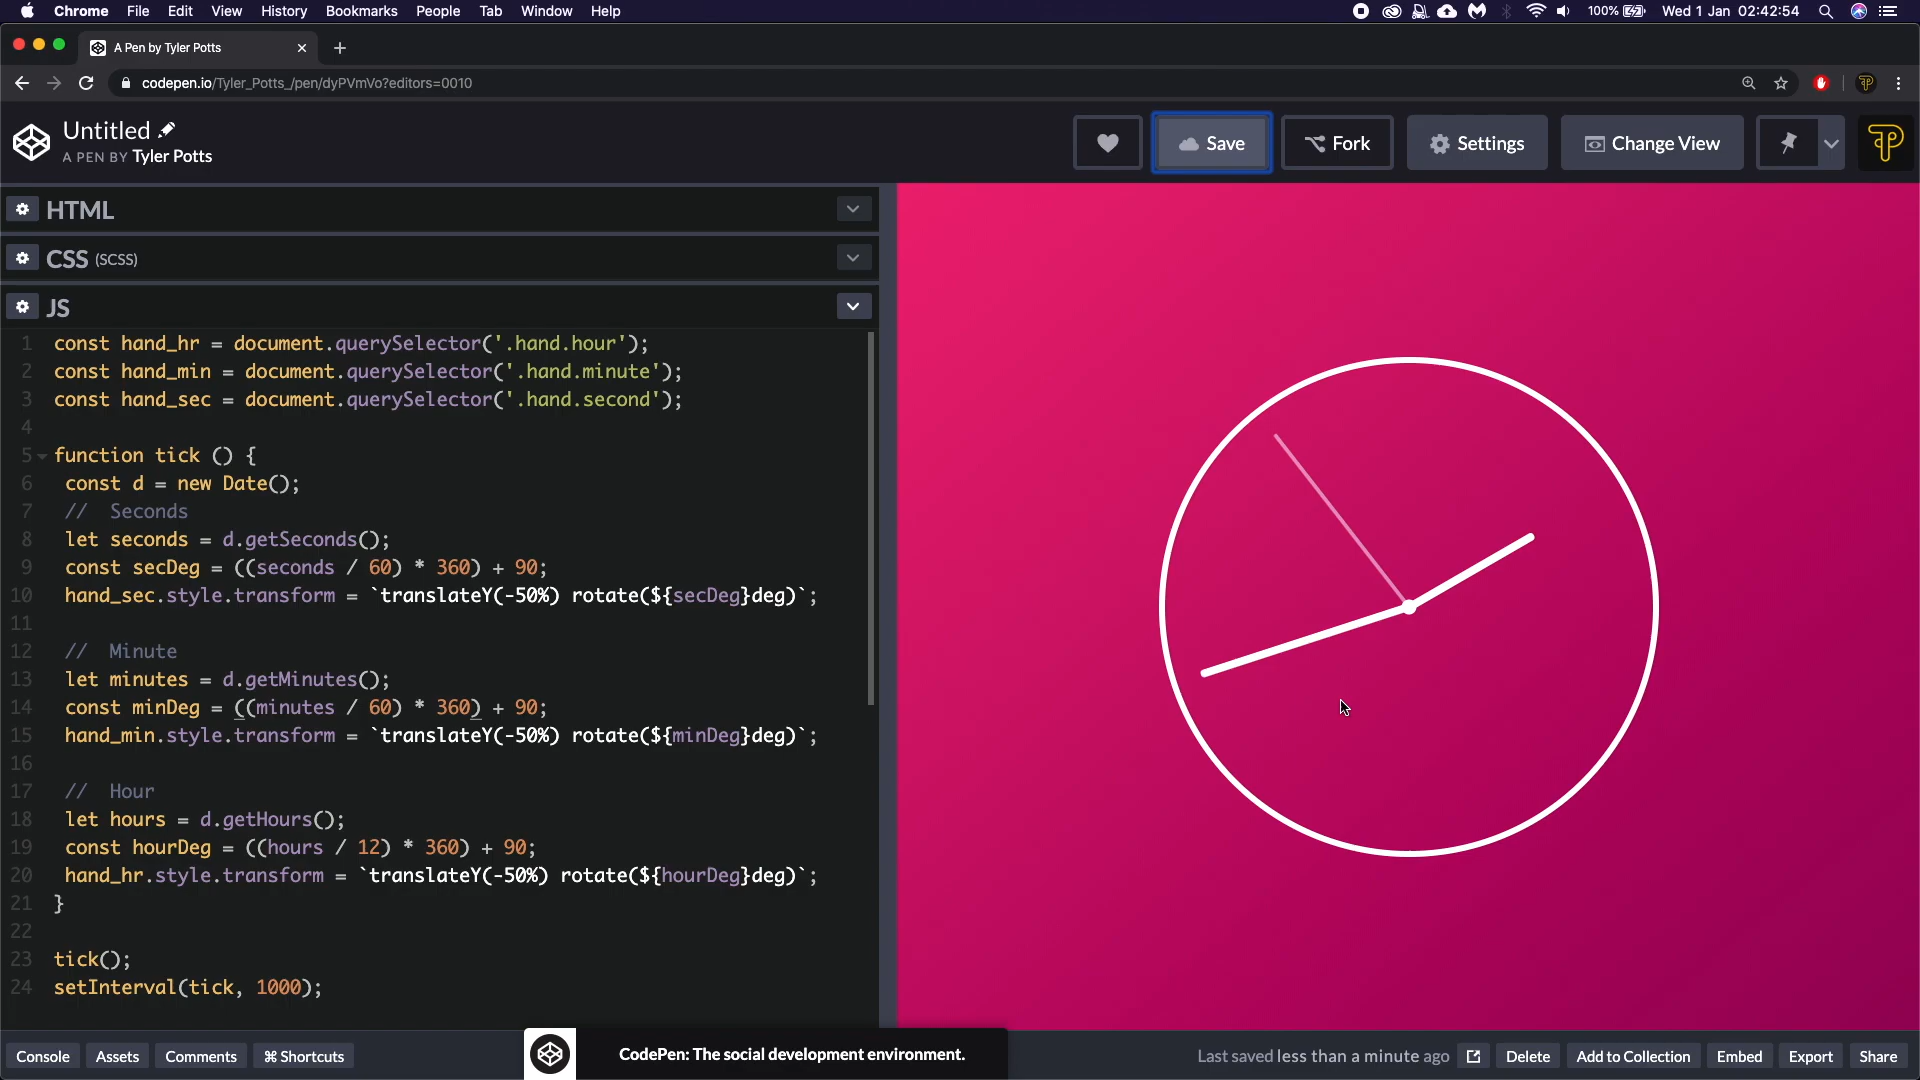 Chrome File Edit View History Bookmarks People Tab Window Help 100% Wed 1 Jan 02:42:54
A Pen by Tyler Potts
codepen.io/Tyler_Potts_/pen/dyPVmVo?editors=0010
Untitled
A PEN BY Tyler Potts
Save Fork Settings Change View
HTML
CSS (SCSS)
JS
1 const hand_hr = document.querySelector('.hand.hour');
2 const hand_min = document.querySelector('.hand.minute');
3 const hand_sec = document.querySelector('.hand.second');
4
5 function tick () {
6 const d = new Date();
7 // Seconds
8 let seconds = d.getSeconds();
9 const secDeg = ((seconds / 60) * 360) + 90;
10 hand_sec.style.transform = `translateY(-50%) rotate(${secDeg}deg)`;
11
12 // Minute
13 let minutes = d.getMinutes();
14 const minDeg = ((minutes / 60) * 360) + 90;
15 hand_min.style.transform = `translateY(-50%) rotate(${minDeg}deg)`;
16
17 // Hour
18 let hours = d.getHours();
19 const hourDeg = ((hours / 12) * 360) + 90;
20 hand_hr.style.transform = `translateY(-50%) rotate(${hourDeg}deg)`;
21 }
22
23 tick();
24 setInterval(tick, 1000);
Console Assets Comments ⌘ Shortcuts
CodePen: The social development environment.
Last saved less than a minute ago Delete Add to Collection Embed Export Share